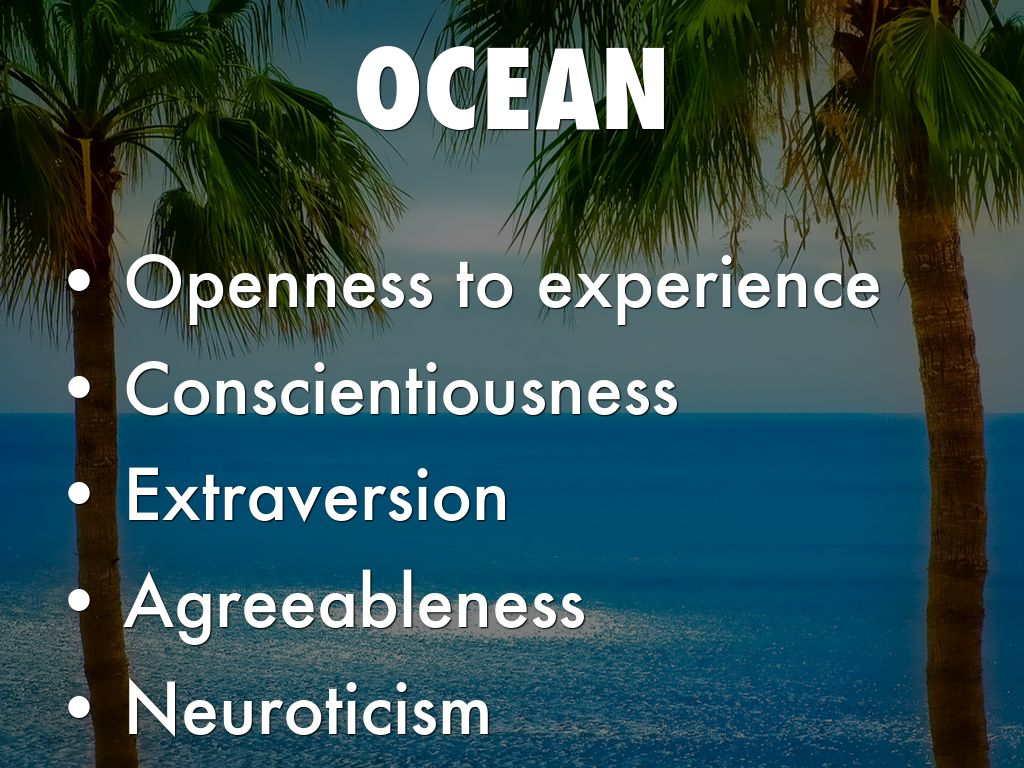 OCEAN
• Openness to experience
• Conscientiousness
• Extraversion
• Agreeableness
• Neuroticism